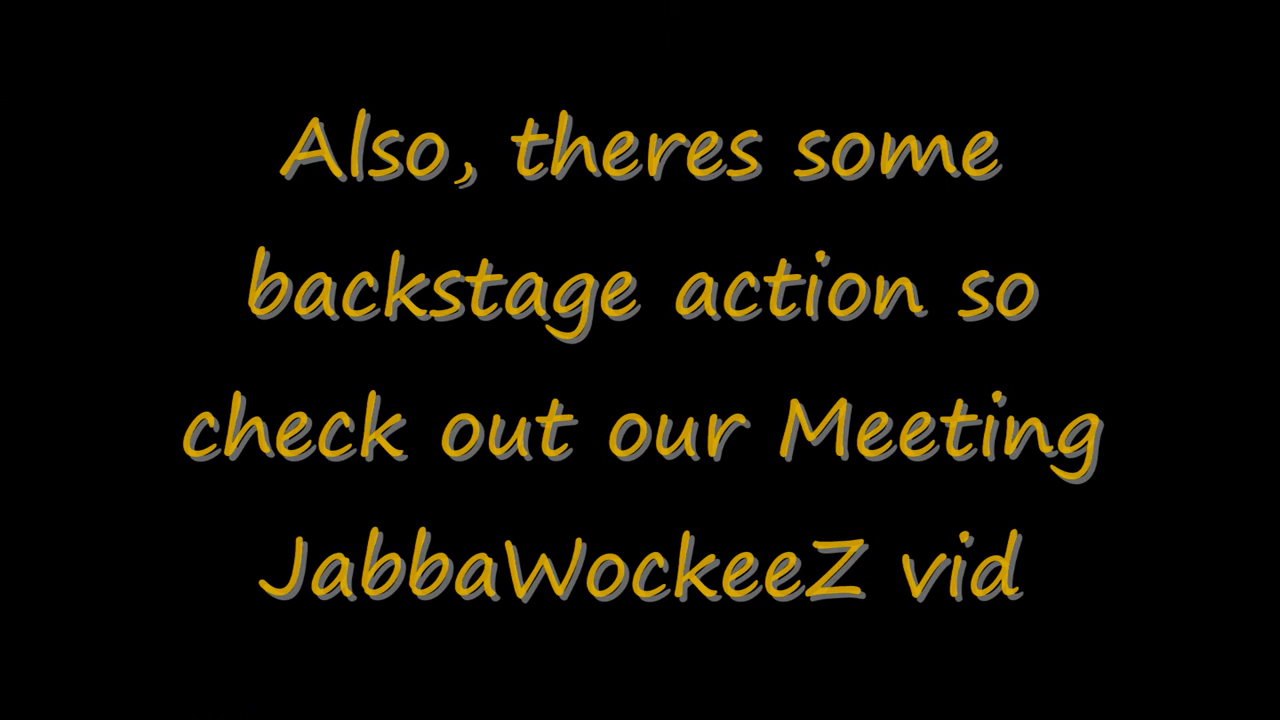 Also, theres some
backstage action so
check out our Meeting
JabbaWockeeZ vid